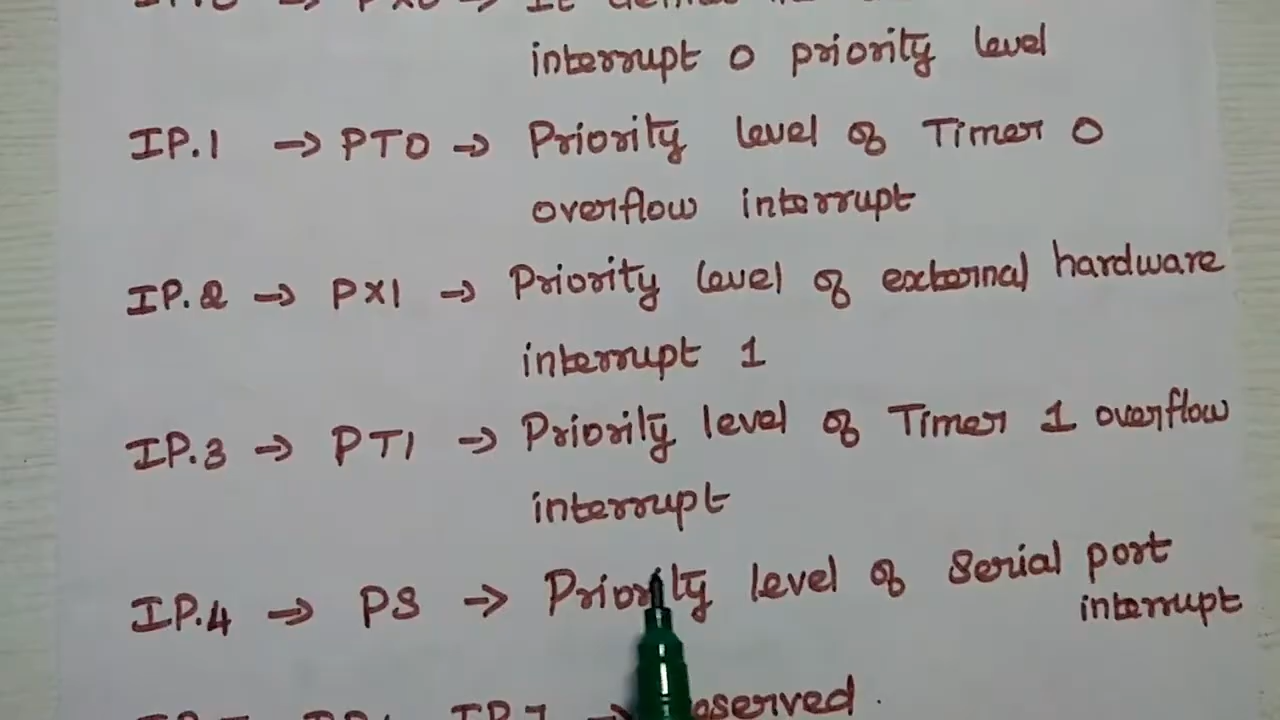 interrupt 0 priority level
IP.1 → PT0 → Priority level of Timer 0
overflow interrupt
IP.2 → PX1 → Priority level of external hardware
interrupt 1
IP.3 → PT1 → Priority level of Timer 1 overflow
interrupt
IP.4 → PS → Priority level of Serial port
interrupt